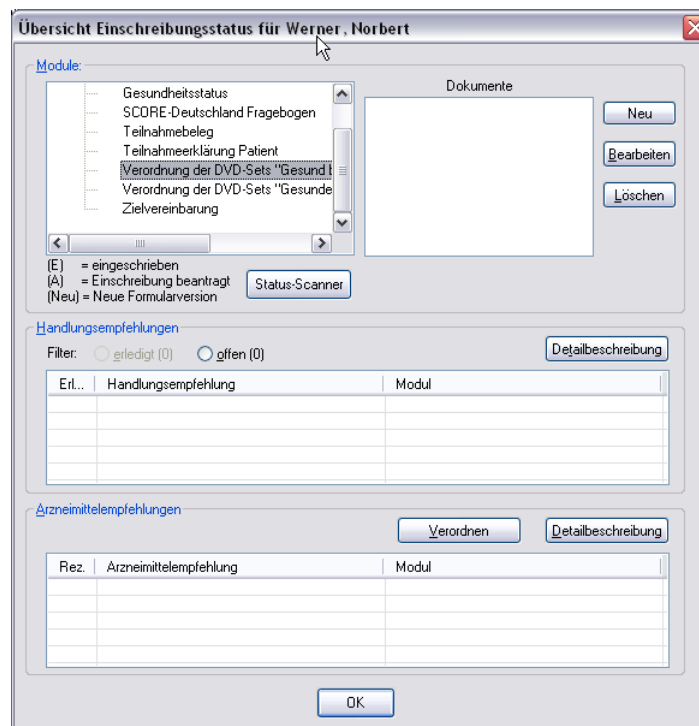 Übersicht Einschreibungsstatus für Werner, Norbert
Module:
Gesundheitsstatus
SCORE-Deutschland Fragebogen
Teilnahmebeleg
Teilnahmeerklärung Patient
Verordnung der DVD-Sets "Gesund
Verordnung der DVD-Sets "Gesunde
Zielvereinbarung
Dokumente
Neu
Bearbeiten
Löschen
(E) = eingeschrieben
(A) = Einschreibung beantragt
(Neu) = Neue Formularversion
Status-Scanner
Handlungsempfehlungen
Filter: erledigt (0) offen (0) Detailbeschreibung
Erl... Handlungsempfehlung Modul
Arzneimittelempfehlungen
Verordnen Detailbeschreibung
Rez. Arzneimittelempfehlung Modul
OK